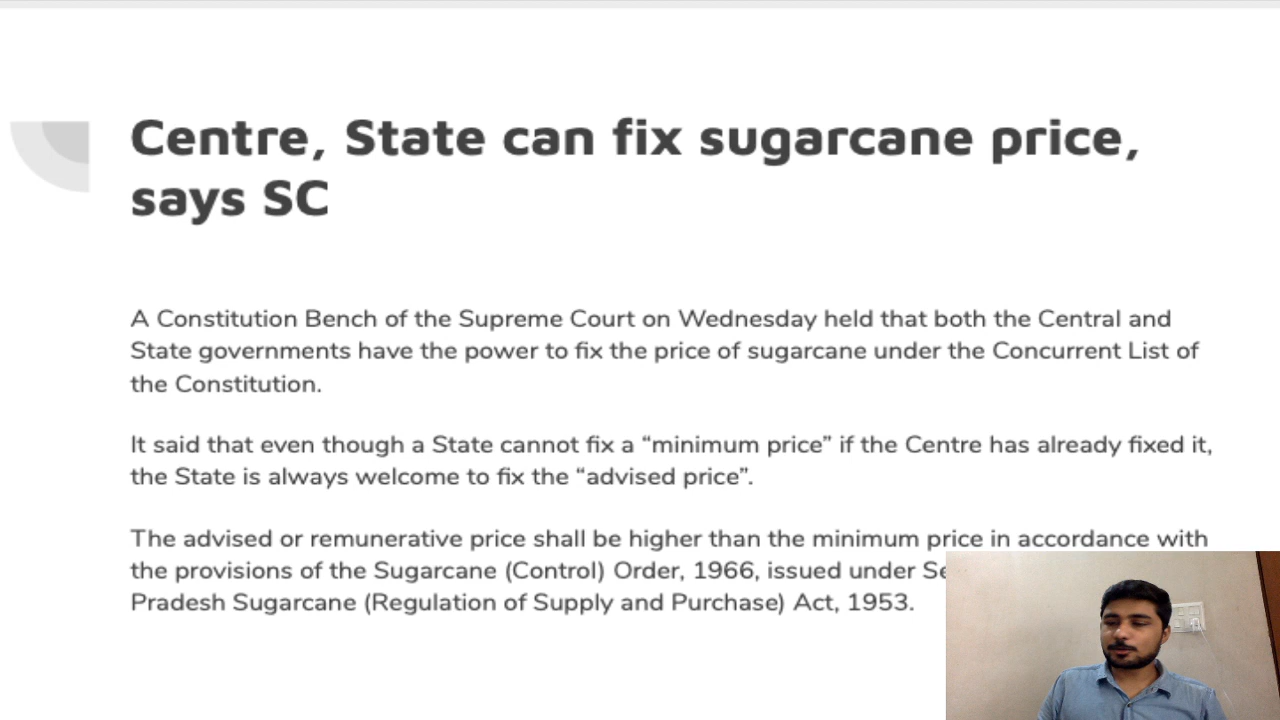 Centre, State can fix sugarcane price,
says SC
A Constitution Bench of the Supreme Court on Wednesday held that both the Central and
State governments have the power to fix the price of sugarcane under the Concurrent List of
the Constitution.
It said that even though a State cannot fix a “minimum price” if the Centre has already fixed it,
the State is always welcome to fix the “advised price”.
The advised or remunerative price shall be higher than the minimum price in accordance with
the provisions of the Sugarcane (Control) Order, 1966, issued under
Pradesh Sugarcane (Regulation of Supply and Purchase) Act, 1953.